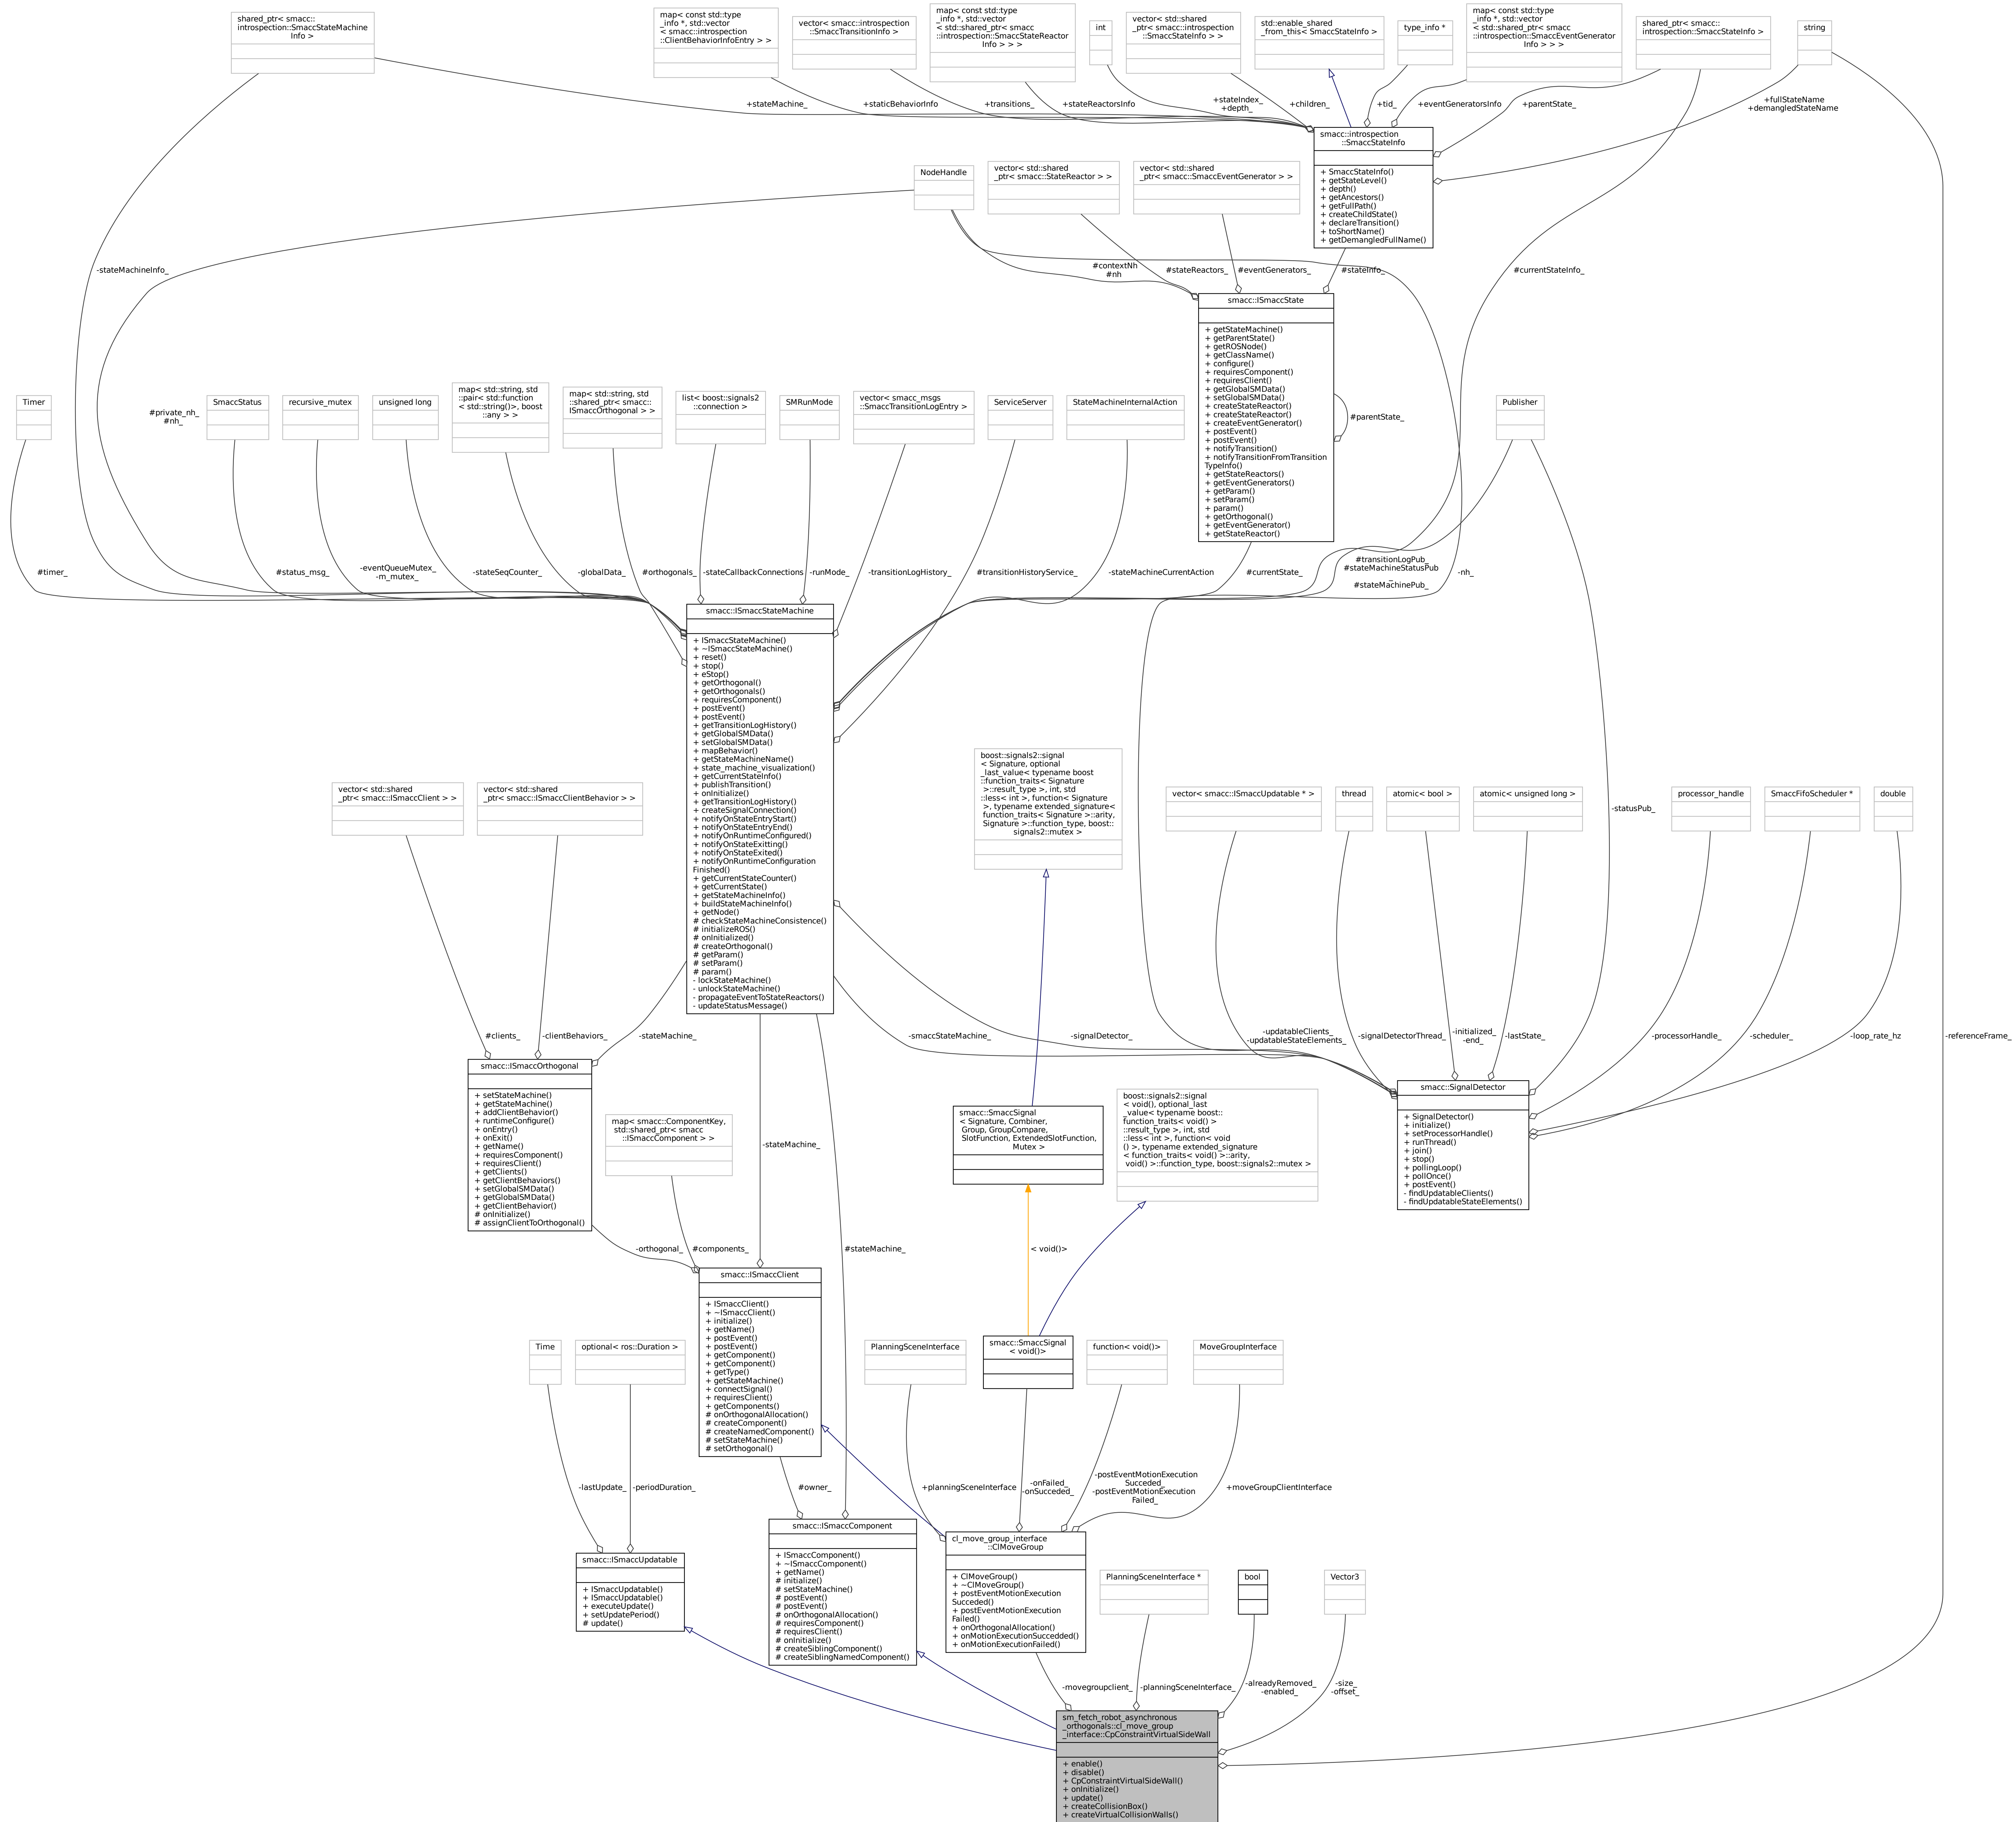 shared_ptr< smacc::
introspection::SmaccStateMachine
Info >
map< const std::type
_info *, std::vector
< smacc::introspection
::ClientBehaviorInfoEntry > >
vector< smacc::introspection
::SmaccTransitionInfo >
map< const std::type
_info *, std::vector
< std::shared_ptr< smacc
::introspection::SmaccStateReactor
Info > > >
int
vector< std::shared
_ptr< smacc::introspection
::SmaccStateInfo > >
std::enable_shared
_from_this< SmaccStateInfo >
type_info *
map< const std::type
_info *, std::vector
< std::shared_ptr< smacc
::introspection::SmaccEventGenerator
Info > > >
shared_ptr< smacc::
introspection::SmaccStateInfo >
string
+stateMachine_
+staticBehaviorInfo
+transitions_
+stateReactorsInfo
+stateIndex_
+depth_
+children_
+tid_
+eventGeneratorsInfo
+parentState_
+fullStateName
+demangledStateName
smacc::introspection
::SmaccStateInfo
+ SmaccStateInfo()
+ getStateLevel()
+ depth()
+ getAncestors()
+ getFullPath()
+ createChildState()
+ declareTransition()
+ toShortName()
+ getDemangledFullName()
NodeHandle
vector< std::shared
_ptr< smacc::StateReactor > >
vector< std::shared
_ptr< smacc::SmaccEventGenerator > >
-stateMachineInfo_
#contextNh
#nh
#stateReactors_
#eventGenerators_
#stateInfo_
#currentStateInfo_
smacc::ISmaccState
+ getStateMachine()
+ getParentState()
+ getROSNode()
+ getClassName()
+ configure()
+ requiresComponent()
+ requiresClient()
+ getGlobalSMData()
+ setGlobalSMData()
+ createStateReactor()
+ createStateReactor()
+ createEventGenerator()
+ postEvent()
+ postEvent()
+ notifyTransition()
+ notifyTransitionFromTransition
TypeInfo()
+ getStateReactors()
+ getEventGenerators()
+ getParam()
+ setParam()
+ param()
+ getOrthogonal()
+ getEventGenerator()
+ getStateReactor()
#parentState_
Timer
#private_nh_
#nh_
SmaccStatus
recursive_mutex
unsigned long
map< std::string, std
::pair< std::function
< std::string()>, boost
::any > >
map< std::string, std
::shared_ptr< smacc::
ISmaccOrthogonal > >
list< boost::signals2
::connection >
SMRunMode
vector< smacc_msgs
::SmaccTransitionLogEntry >
ServiceServer
StateMachineInternalAction
Publisher
#timer_
#status_msg_
-eventQueueMutex_
-m_mutex_
-stateSeqCounter_
-globalData_
#orthogonals_
-stateCallbackConnections
-runMode_
-transitionLogHistory_
#transitionHistoryService_
-stateMachineCurrentAction
#currentState_
#transitionLogPub_
#stateMachineStatusPub
_
#stateMachinePub_
-nh_
smacc::ISmaccStateMachine
+ ISmaccStateMachine()
+ ~ISmaccStateMachine()
+ reset()
+ stop()
+ eStop()
+ getOrthogonal()
+ getOrthogonals()
+ requiresComponent()
+ postEvent()
+ postEvent()
+ getTransitionLogHistory()
+ getGlobalSMData()
+ setGlobalSMData()
+ mapBehavior()
+ getStateMachineName()
+ state_machine_visualization()
+ getCurrentStateInfo()
+ publishTransition()
+ onInitialize()
+ getTransitionLogHistory()
+ createSignalConnection()
+ notifyOnStateEntryStart()
+ notifyOnStateEntryEnd()
+ notifyOnRuntimeConfigured()
+ notifyOnStateExitting()
+ notifyOnStateExited()
+ notifyOnRuntimeConfiguration
Finished()
+ getCurrentStateCounter()
+ getCurrentState()
+ getStateMachineInfo()
+ buildStateMachineInfo()
+ getNode()
# checkStateMachineConsistence()
# initializeROS()
# onInitialized()
# createOrthogonal()
# getParam()
# setParam()
# param()
- lockStateMachine()
- unlockStateMachine()
- propagateEventToStateReactors()
- updateStatusMessage()
boost::signals2::signal
< Signature, optional
_last_value< typename boost
::function_traits< Signature
>::result_type >, int, std
::less< int >, function< Signature
>, typename extended_signature<
function_traits< Signature >::arity,
Signature >::function_type, boost::
signals2::mutex >
vector< std::shared
_ptr< smacc::ISmaccClient > >
vector< std::shared
_ptr< smacc::ISmaccClientBehavior > >
vector< smacc::ISmaccUpdatable * >
thread
atomic< bool >
atomic< unsigned long >
processor_handle
SmaccFifoScheduler *
double
-statusPub_
#clients_
-clientBehaviors_
-stateMachine_
-smaccStateMachine_
-signalDetector_
-updatableClients_
-updatableStateElements_
-signalDetectorThread_
-initialized_
-end_
-lastState_
-processorHandle_
-scheduler_
-loop_rate_hz
-referenceFrame_
smacc::ISmaccOrthogonal
+ setStateMachine()
+ getStateMachine()
+ addClientBehavior()
+ runtimeConfigure()
+ onEntry()
+ onExit()
+ getName()
+ requiresComponent()
+ requiresClient()
+ getClients()
+ getClientBehaviors()
+ setGlobalSMData()
+ getGlobalSMData()
+ getClientBehavior()
# onInitialize()
# assignClientToOrthogonal()
smacc::SignalDetector
+ SignalDetector()
+ initialize()
+ setProcessorHandle()
+ runThread()
+ join()
+ stop()
+ pollingLoop()
+ pollOnce()
+ postEvent()
- findUpdatableClients()
- findUpdatableStateElements()
map< smacc::ComponentKey,
std::shared_ptr< smacc
::ISmaccComponent > >
smacc::SmaccSignal
< Signature, Combiner,
Group, GroupCompare,
SlotFunction, ExtendedSlotFunction,
Mutex >
boost::signals2::signal
< void(), optional_last
_value< typename boost::
function_traits< void() >
::result_type >, int, std
::less< int >, function< void
() >, typename extended_signature
< function_traits< void() >::arity,
void() >::function_type, boost::signals2::mutex >
-stateMachine_
-orthogonal_
#components_
#stateMachine_
< void()>
smacc::ISmaccClient
+ ISmaccClient()
+ ~ISmaccClient()
+ initialize()
+ getName()
+ postEvent()
+ postEvent()
+ getComponent()
+ getComponent()
+ getType()
+ getStateMachine()
+ connectSignal()
+ requiresClient()
+ getComponents()
# onOrthogonalAllocation()
# createComponent()
# createNamedComponent()
# setStateMachine()
# setOrthogonal()
Time
optional< ros::Duration >
PlanningSceneInterface
smacc::SmaccSignal
< void()>
function< void()>
MoveGroupInterface
-lastUpdate_
-periodDuration_
#owner_
+planningSceneInterface
-onFailed_
-onSucceded_
-postEventMotionExecution
Succeded_
-postEventMotionExecution
Failed_
+moveGroupClientInterface
smacc::ISmaccUpdatable
+ ISmaccUpdatable()
+ ISmaccUpdatable()
+ executeUpdate()
+ setUpdatePeriod()
# update()
smacc::ISmaccComponent
+ ISmaccComponent()
+ ~ISmaccComponent()
+ getName()
# initialize()
# setStateMachine()
# postEvent()
# postEvent()
# onOrthogonalAllocation()
# requiresComponent()
# requiresClient()
# onInitialize()
# createSiblingComponent()
# createSiblingNamedComponent()
cl_move_group_interface
::ClMoveGroup
+ ClMoveGroup()
+ ~ClMoveGroup()
+ postEventMotionExecution
Succeded()
+ postEventMotionExecution
Failed()
+ onOrthogonalAllocation()
+ onMotionExecutionSuccedded()
+ onMotionExecutionFailed()
PlanningSceneInterface *
bool
Vector3
-movegroupclient_
-planningSceneInterface_
-alreadyRemoved_
-enabled_
-size_
-offset_
sm_fetch_robot_asynchronous
_orthogonals::cl_move_group
_interface::CpConstraintVirtualSideWall
+ enable()
+ disable()
+ CpConstraintVirtualSideWall()
+ onInitialize()
+ update()
+ createCollisionBox()
+ createVirtualCollisionWalls()